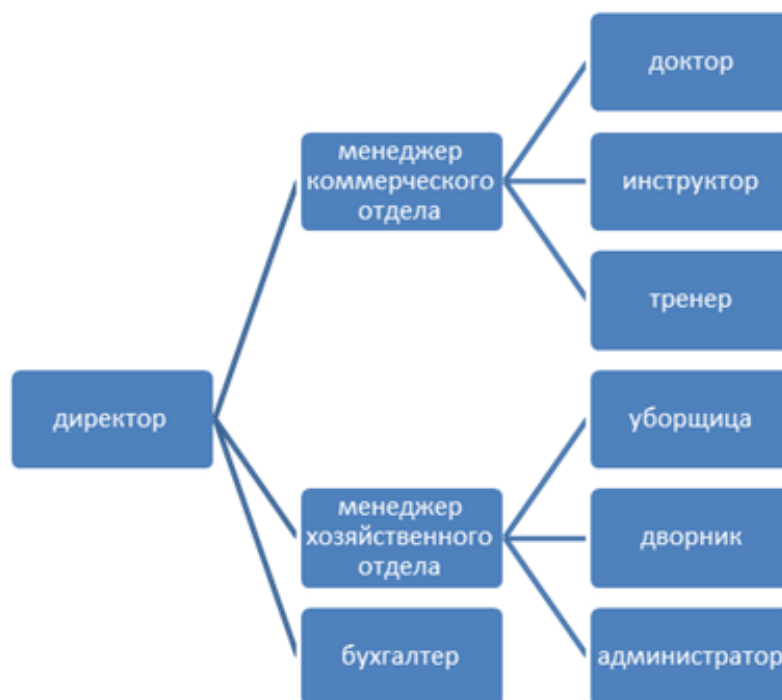 доктор
менеджер
коммерческого
отдела
инструктор
тренер
директор
уборщица
менеджер
хозяйственного
отдела
дворник
бухгалтер
администратор